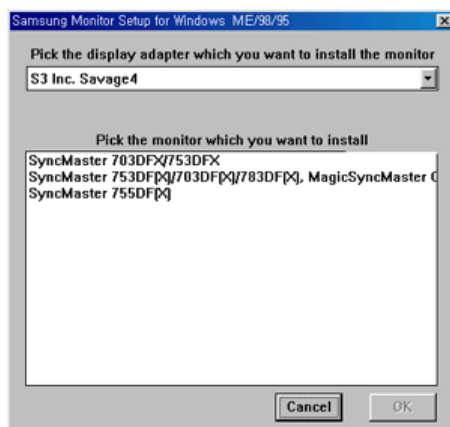 Samsung Monitor Setup for Windows ME/98/95
Pick the display adapter which you want to install the monitor
S3 Inc. Savage4
Pick the monitor which you want to install
SyncMaster 703DFX/753DFX
SyncMaster 753DF[X]/703DF[X]/783DF[X], MagicSyncMaster
SyncMaster 755DF[X]
Cancel
OK